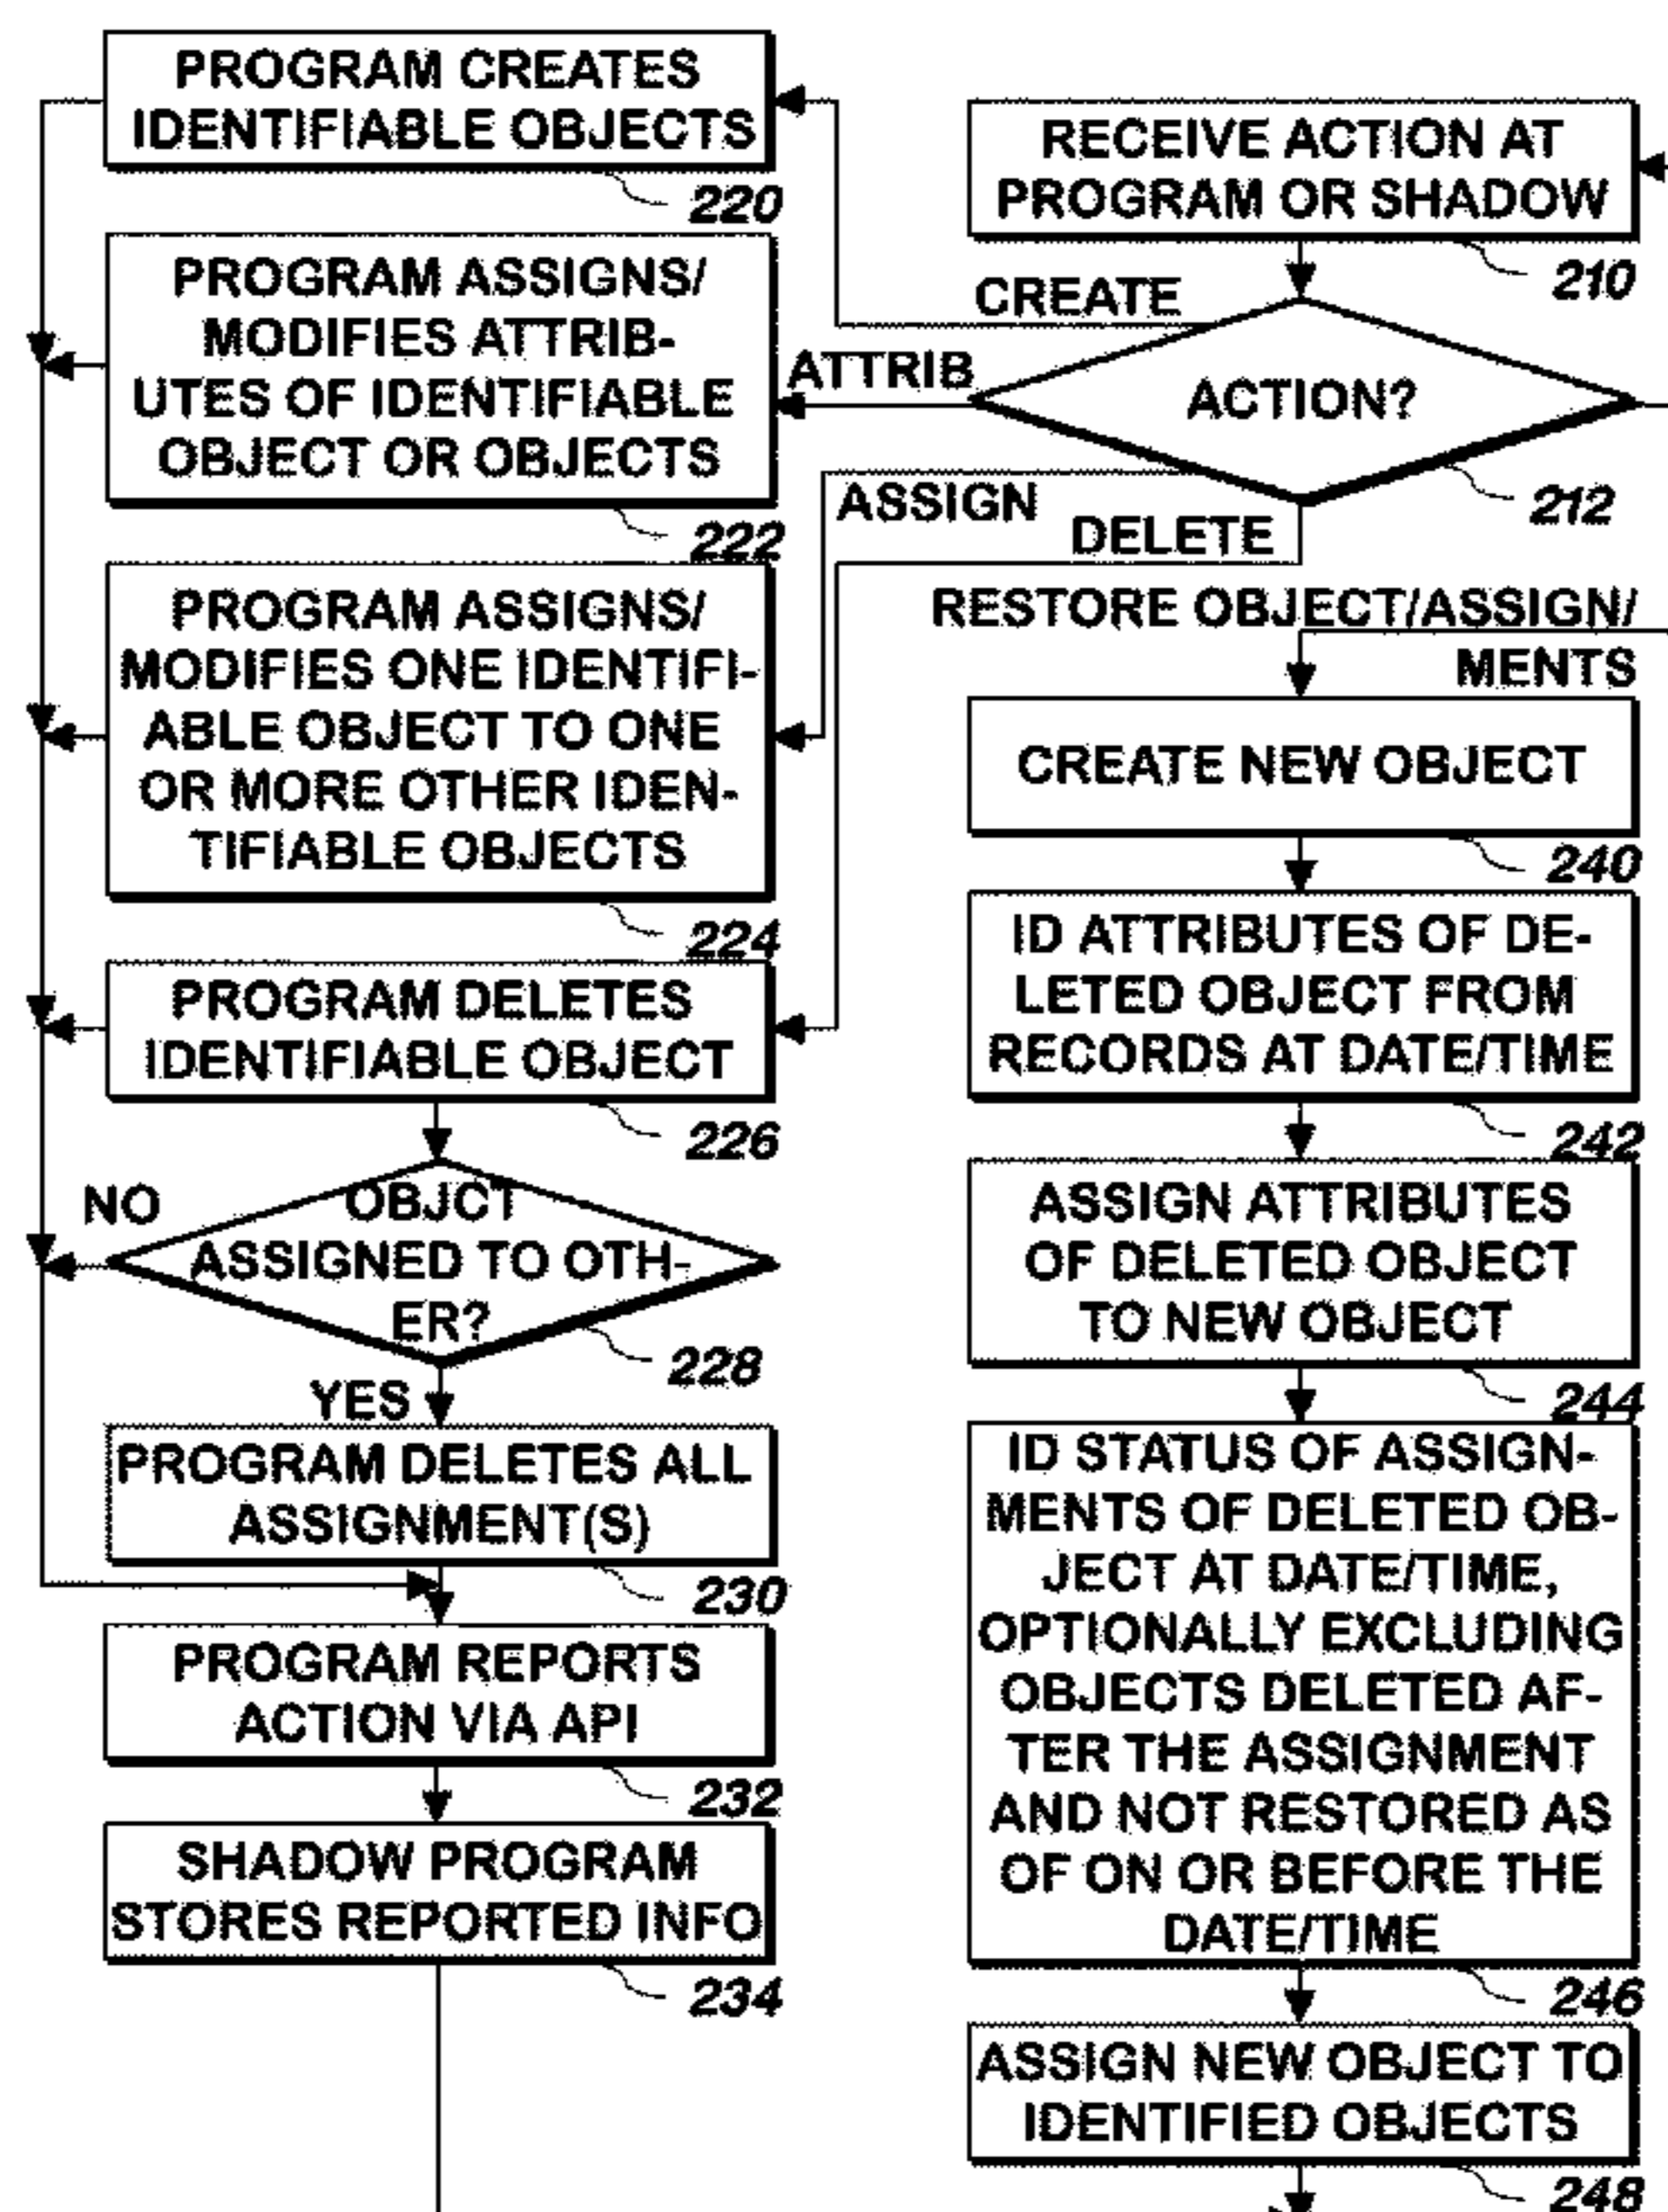 PROGRAM CREATES
IDENTIFIABLE OBJECTS
220
PROGRAM ASSIGNS/
MODIFIES ATTRIB-
UTES OF IDENTIFIABLE
OBJECT OR OBJECTS
222
PROGRAM ASSIGNS/
MODIFIES ONE IDENTIFI-
ABLE OBJECT TO ONE
OR MORE OTHER IDEN-
TIFIABLE OBJECTS
224
PROGRAM DELETES
IDENTIFIABLE OBJECT
226
OBJCT
ASSIGNED TO OTH-
ER?
228
NO
YES
PROGRAM DELETES ALL
ASSIGNMENT(S)
230
PROGRAM REPORTS
ACTION VIA API
232
SHADOW PROGRAM
STORES REPORTED INFO
234
RECEIVE ACTION AT
PROGRAM OR SHADOW
210
CREATE
ATTRIB
ACTION?
212
ASSIGN
DELETE
RESTORE OBJECT/ASSIGN/
MENTS
CREATE NEW OBJECT
240
ID ATTRIBUTES OF DE-
LETED OBJECT FROM
RECORDS AT DATE/TIME
242
ASSIGN ATTRIBUTES
OF DELETED OBJECT
TO NEW OBJECT
244
ID STATUS OF ASSIGN-
MENTS OF DELETED OB-
JECT AT DATE/TIME,
OPTIONALLY EXCLUDING
OBJECTS DELETED AF-
TER THE ASSIGNMENT
AND NOT RESTORED AS
OF ON OR BEFORE THE
DATE/TIME
246
ASSIGN NEW OBJECT TO
IDENTIFIED OBJECTS
248